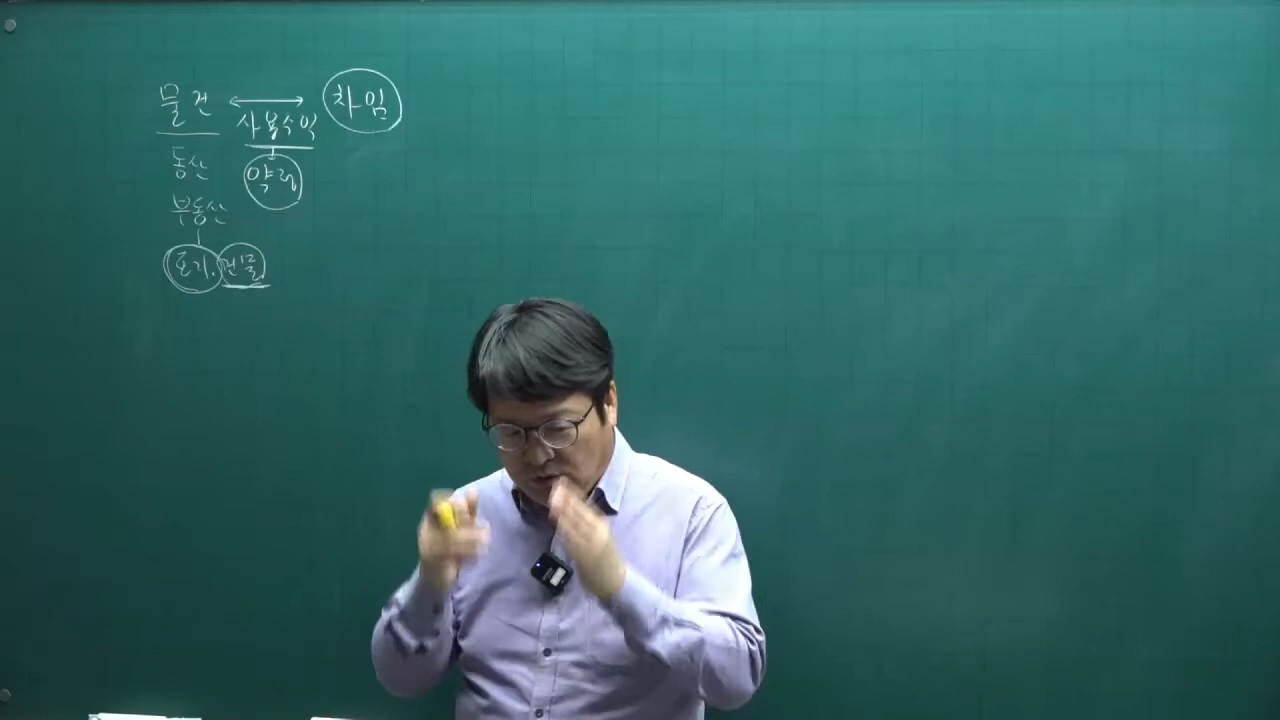 물건 ↔ 차임
사용수익
동산 약정
부동산
토지.건물